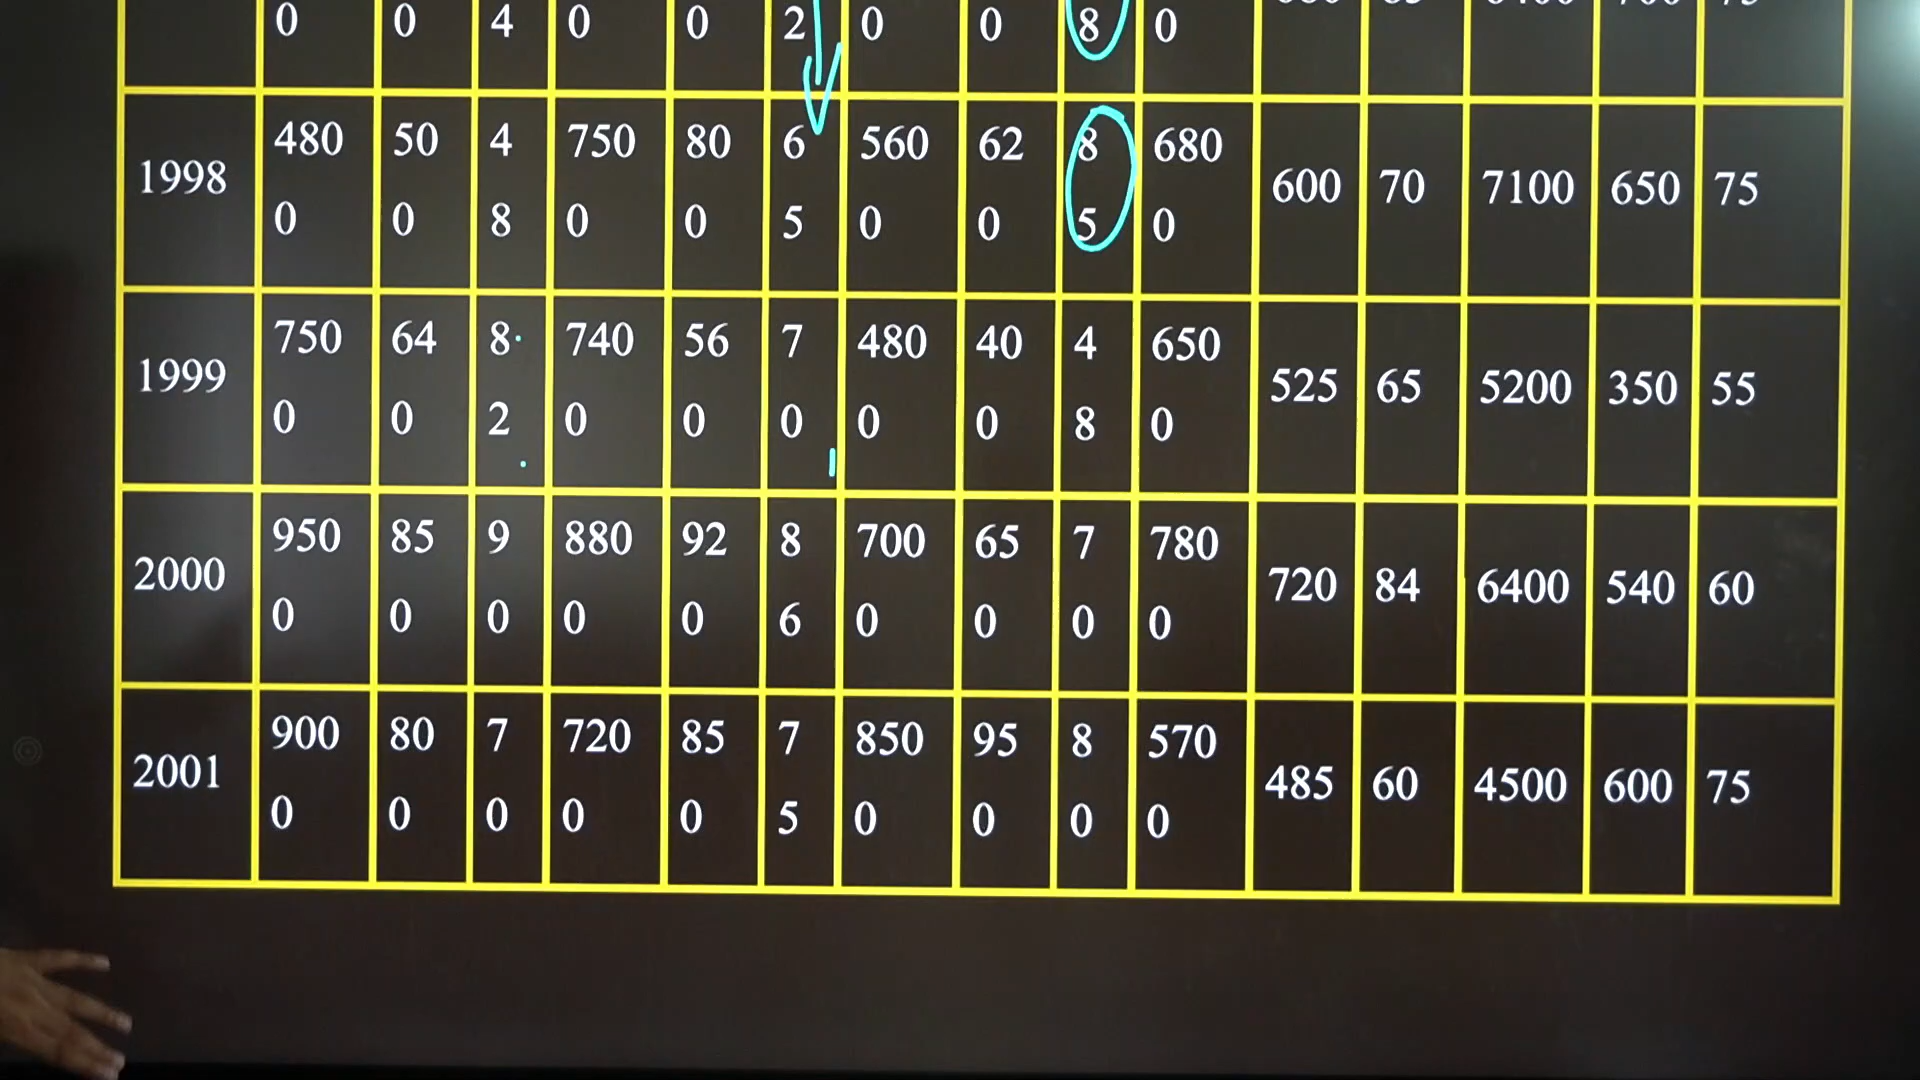 0 0 4 0 0 2 0 0 8 0
1998 480 50 4 750 80 6 560 62 8 680 600 70 7100 650 75
0 0 8 0 0 5 0 0 5 0
1999 750 64 8 740 56 7 480 40 4 650 525 65 5200 350 55
0 0 2 0 0 0 0 0 8 0
2000 950 85 9 880 92 8 700 65 7 780 720 84 6400 540 60
0 0 0 0 0 6 0 0 0 0
2001 900 80 7 720 85 7 850 95 8 570 485 60 4500 600 75
0 0 0 0 0 5 0 0 0 0